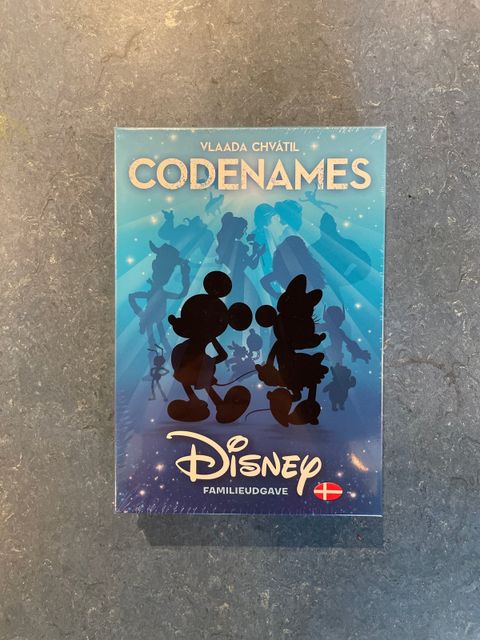 VLAADA CHVÁTIL
CODENAMES
Disney
FAMILIEUDGAVE